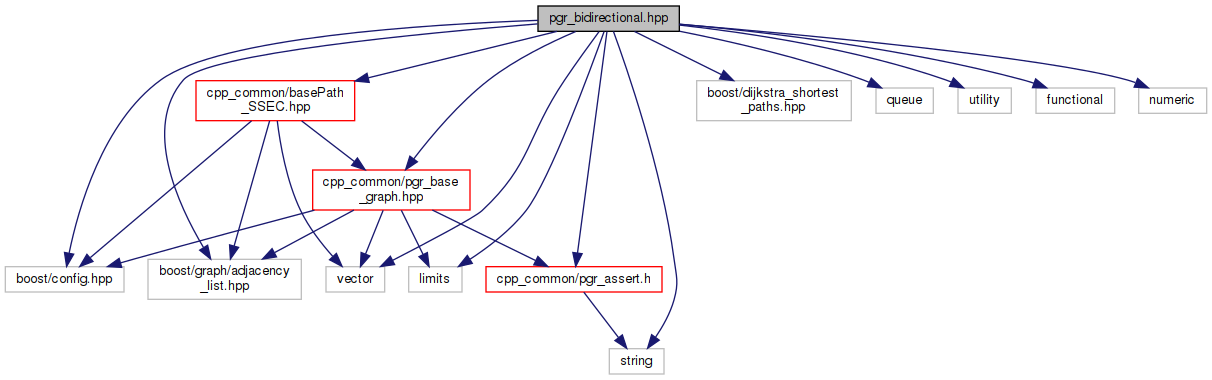 pgr_bidirectional.hpp
cpp_common/basePath
_SSEC.hpp
boost/dijkstra_shortest
_paths.hpp
queue
utility
functional
numeric
cpp_common/pgr_base
_graph.hpp
boost/config.hpp
boost/graph/adjacency
_list.hpp
vector
limits
cpp_common/pgr_assert.h
string